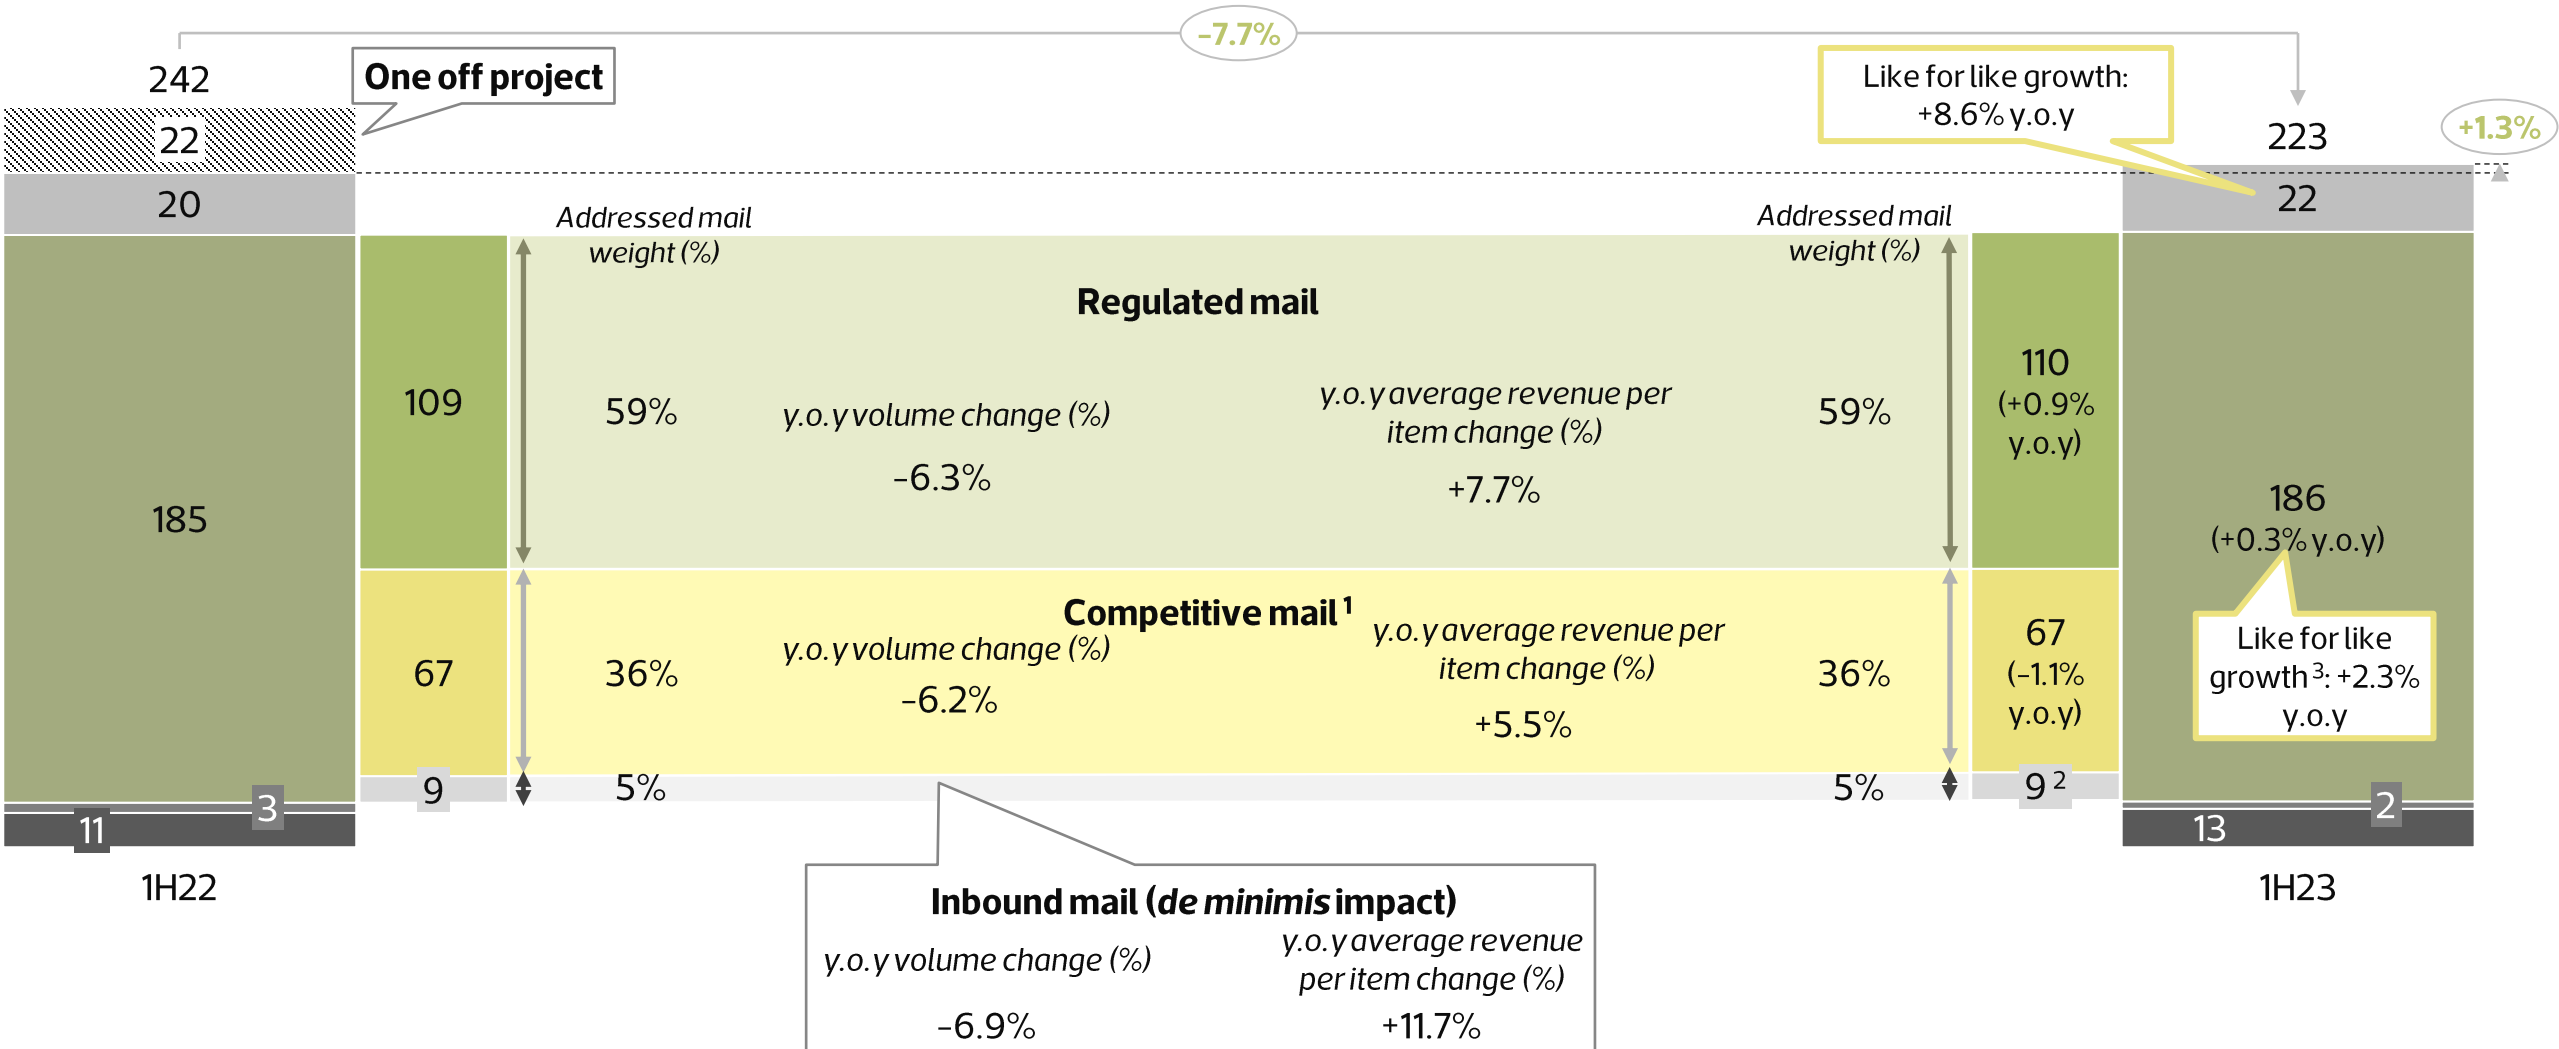 -7.7%
242
One off project
22
20
185
3
11
1H22
109
67
9
Addressed mail
weight (%)
59%
36%
5%
Regulated mail
y.o.y volume change (%)
-6.3%
y.o.y average revenue per
item change (%)
+7.7%
Competitive mail 1
y.o.y volume change (%)
-6.2%
y.o.y average revenue per
item change (%)
+5.5%
Inbound mail (de minimis impact)
y.o.y volume change (%)
-6.9%
y.o.y average revenue
per item change (%)
+11.7%
Addressed mail
weight (%)
59%
36%
5%
110
(+0.9%
y.o.y)
67
(-1.1%
y.o.y)
9 2
Like for like growth:
+8.6% y.o.y
223
+1.3%
22
186
(+0.3% y.o.y)
Like for like
growth 3: +2.3%
y.o.y
2
13
1H23